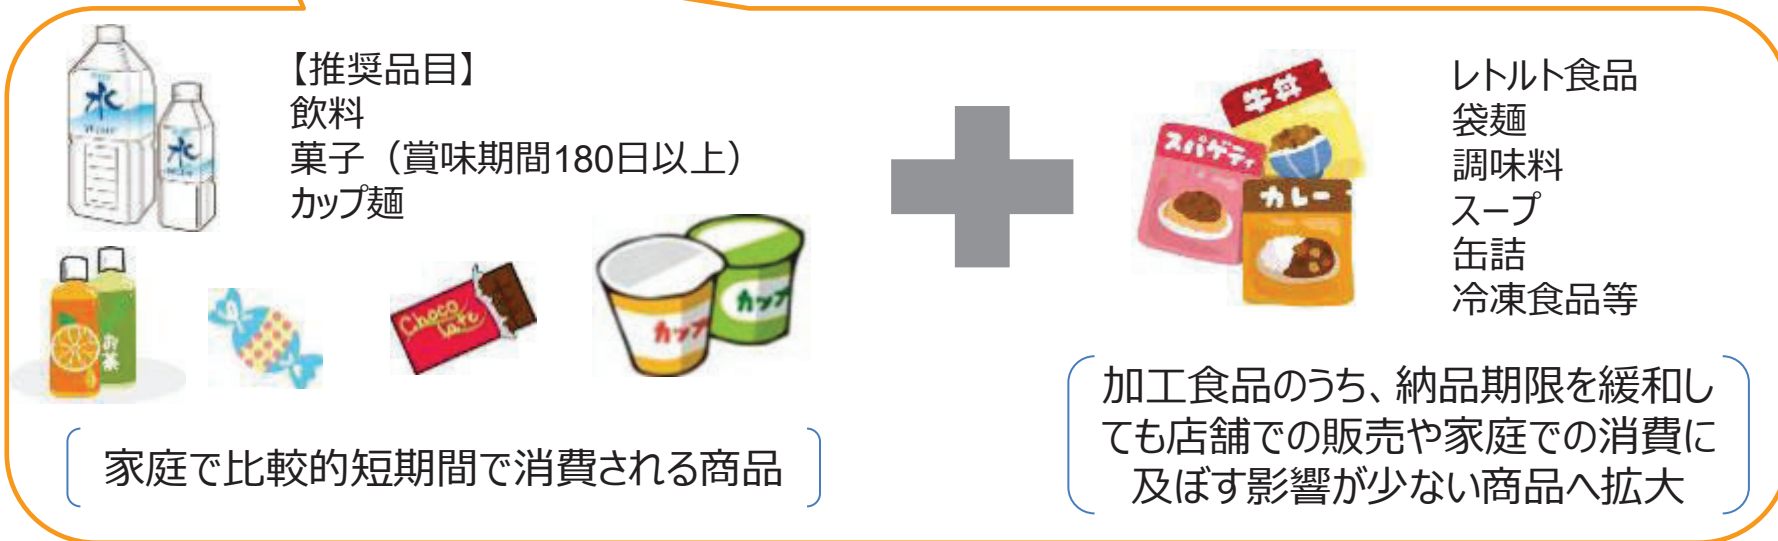 【推奨品目】
飲料
菓子（賞味期間180日以上）
カップ麺
水
水
お茶
Choco
Late
カップ
カップ
家庭で比較的短期間で消費される商品
牛丼
スパゲティ
カレー
レトルト食品
袋麺
調味料
スープ
缶詰
冷凍食品等
加工食品のうち、納品期限を緩和し
ても店舗での販売や家庭での消費に
及ぼす影響が少ない商品へ拡大